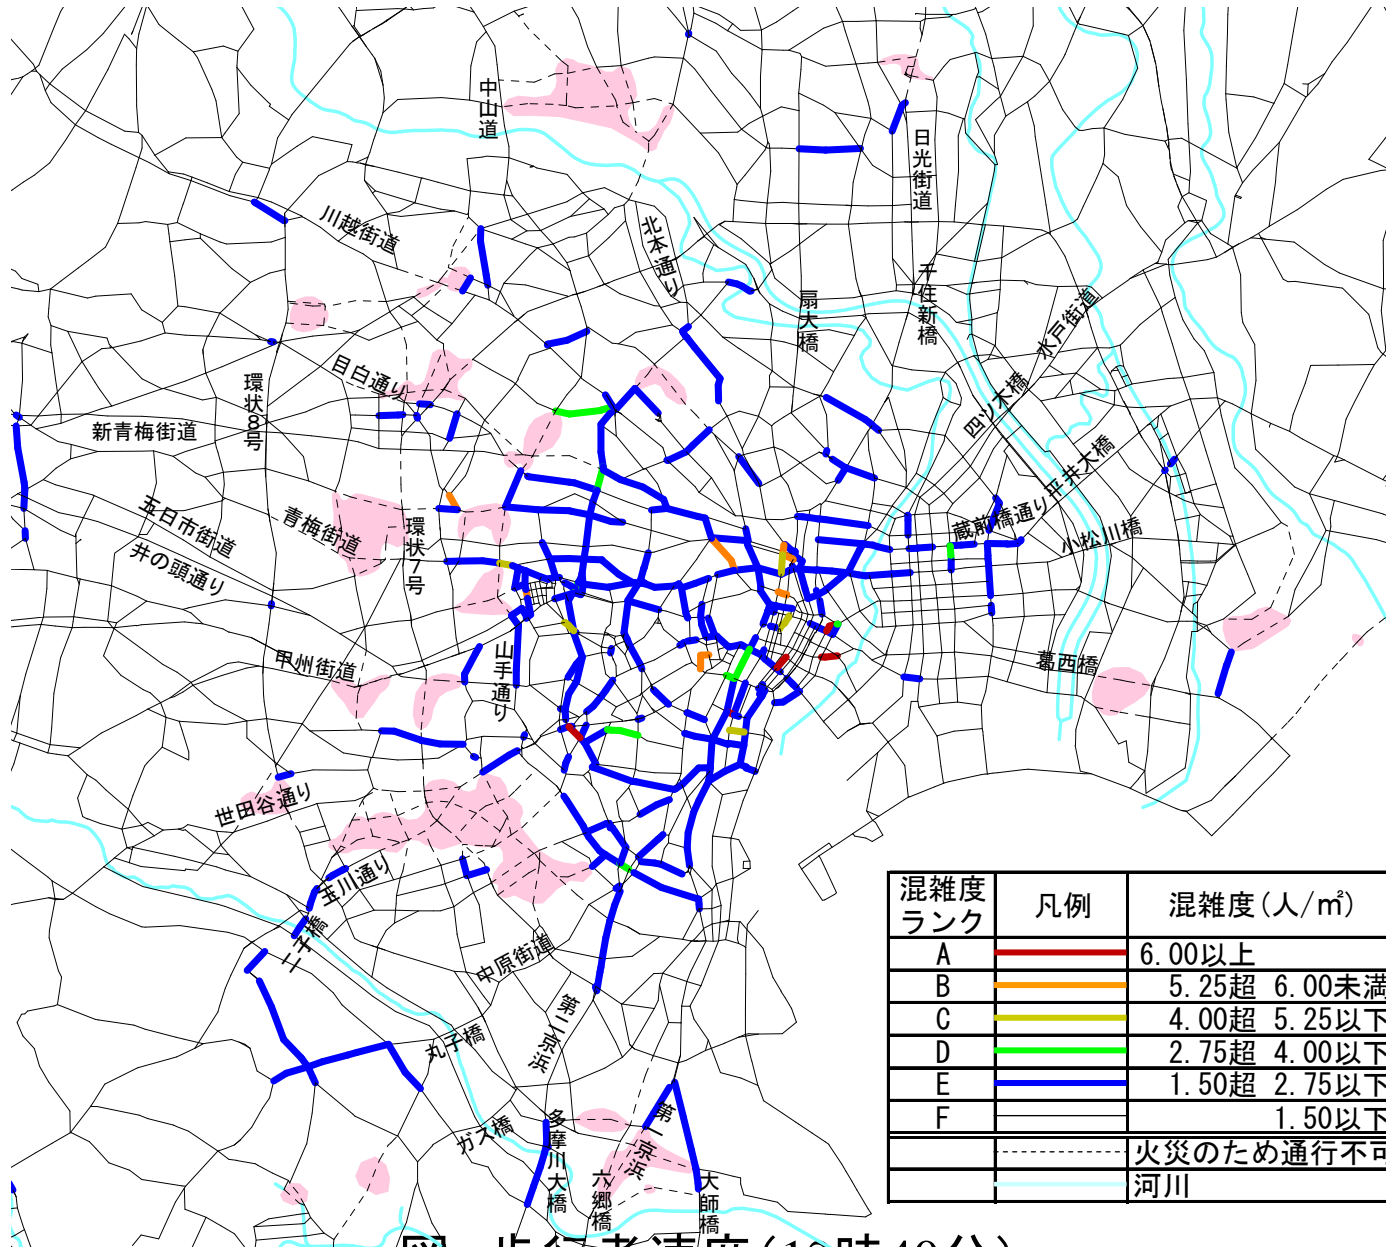 中山道
日光街道
川越街道
北本通り
千住新橋
扇大橋
水戸街道
目白通り
環状8号
四ツ木橋
新青梅街道
平井大橋
五日市街道
青梅街道
環状7号
蔵前橋通り
小松川橋
井の頭通り
甲州街道
山手通り
葛西橋
世田谷通り
玉川通り
二子橋
中原街道
第二京浜
丸子橋
ガス橋
多摩川大橋
第一京浜
六郷橋
大師橋
混雑度ランク 凡例 混雑度(人/㎡)
A 6.00以上
B 5.25超 6.00未満
C 4.00超 5.25以下
D 2.75超 4.00以下
E 1.50超 2.75以下
F 1.50以下
火災のため通行不可
河川